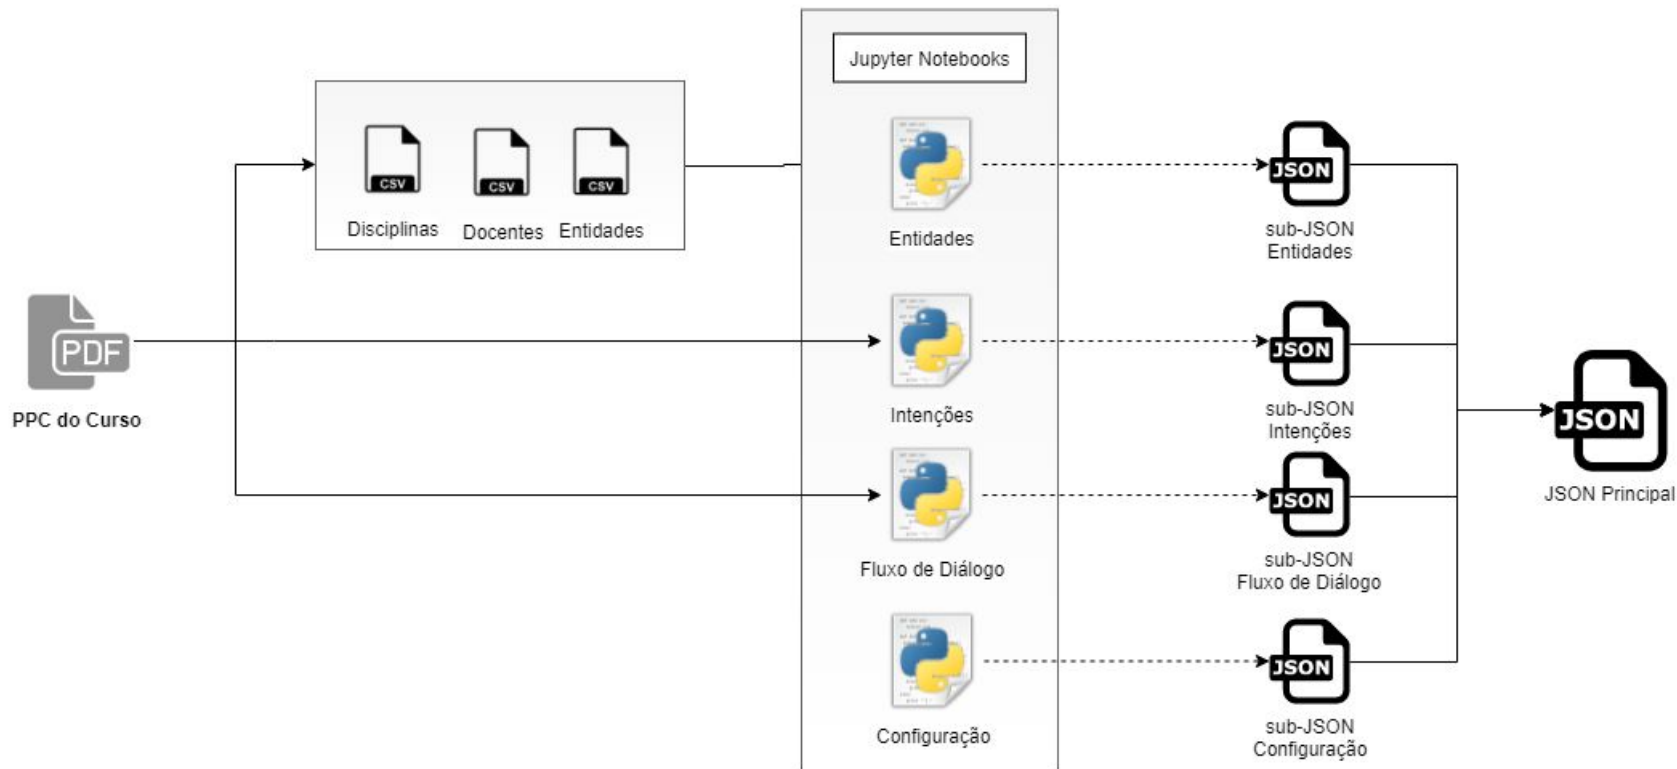 Jupyter Notebooks
CSV
CSV
CSV
Disciplinas
Docentes
Entidades
PDF
PPC do Curso
Entidades
Intenções
Fluxo de Diálogo
Configuração
JSON
sub-JSON
Entidades
JSON
sub-JSON
Intenções
JSON
sub-JSON
Fluxo de Diálogo
JSON
sub-JSON
Configuração
JSON
JSON Principal